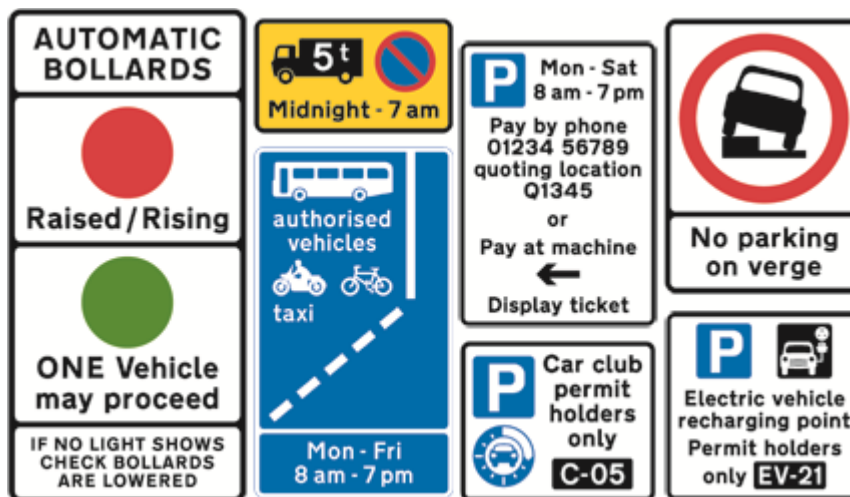 AUTOMATIC
BOLLARDS
Raised / Rising
ONE Vehicle
may proceed
IF NO LIGHT SHOWS
CHECK BOLLARDS
ARE LOWERED
5t
Midnight - 7 am
authorised
vehicles
taxi
Mon - Fri
8 am - 7 pm
P
Mon - Sat
8 am - 7 pm
Pay by phone
01234 56789
quoting location
Q1345
or
Pay at machine
Display ticket
P
Car club
permit
holders
only
C-05
No parking
on verge
P
Electric vehicle
recharging point
Permit holders
only EV-21